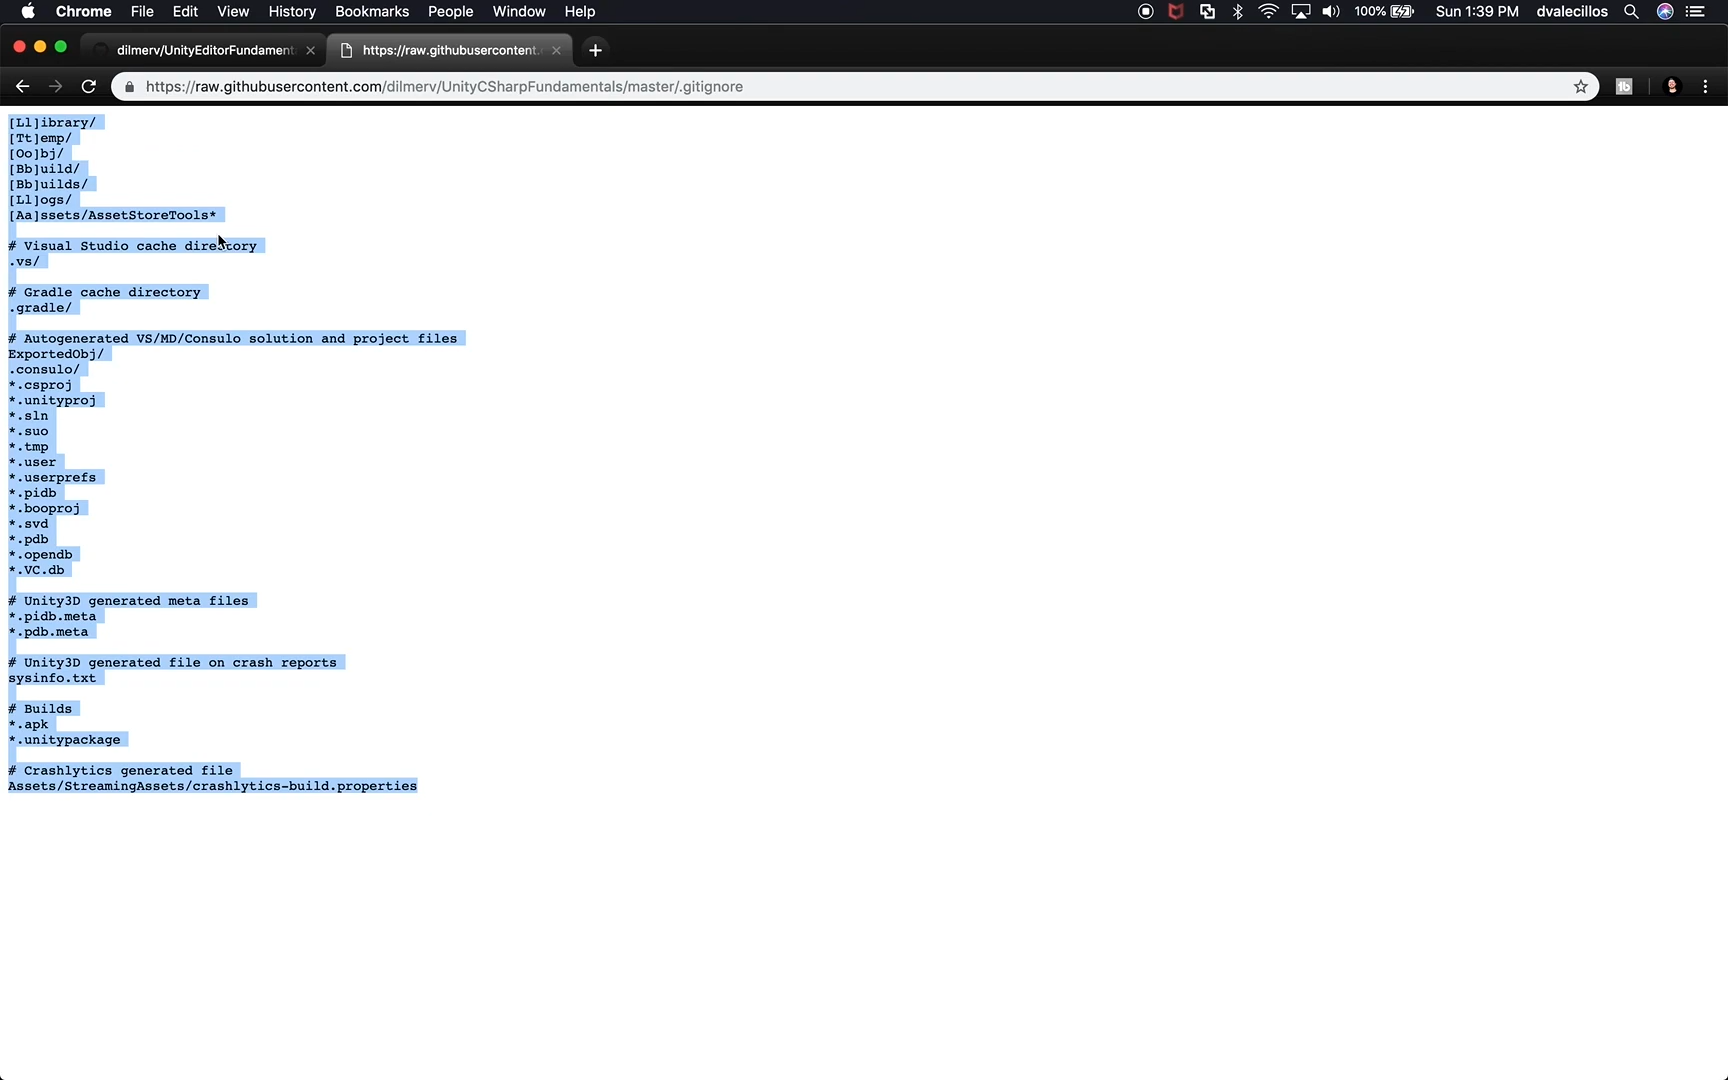 Chrome File Edit View History Bookmarks People Window Help 100% Sun 1:39 PM dvalecillos
dilmerv/UnityEditorFundament https://raw.githubusercontent.
https://raw.githubusercontent.com/dilmerv/UnityCSharpFundamentals/master/.gitignore
[Ll]ibrary/
[Tt]emp/
[Oo]bj/
[Bb]uild/
[Bb]uilds/
[Ll]ogs/
[Aa]ssets/AssetStoreTools*
# Visual Studio cache directory
.vs/
# Gradle cache directory
.gradle/
# Autogenerated VS/MD/Consulo solution and project files
ExportedObj/
.consulo/
*.csproj
*.unityproj
*.sln
*.suo
*.tmp
*.user
*.userprefs
*.pidb
*.booproj
*.svd
*.pdb
*.opendb
*.VC.db
# Unity3D generated meta files
*.pidb.meta
*.pdb.meta
# Unity3D generated file on crash reports
sysinfo.txt
# Builds
*.apk
*.unitypackage
# Crashlytics generated file
Assets/StreamingAssets/crashlytics-build.properties